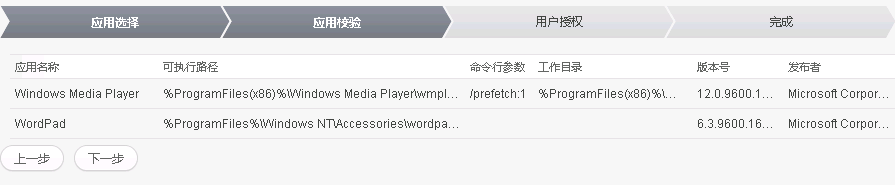 应用选择 应用校验 用户授权 完成
应用名称 可执行路径 命令行参数 工作目录 版本号 发布者
Windows Media Player %ProgramFiles(x86)%\Windows Media Player\wmpl... /prefetch:1 %ProgramFiles(x86)%\... 12.0.9600.1... Microsoft Corpor...
WordPad %ProgramFiles%\Windows NT\Accessories\wordpa... 6.3.9600.16... Microsoft Corpor...
上一步 下一步